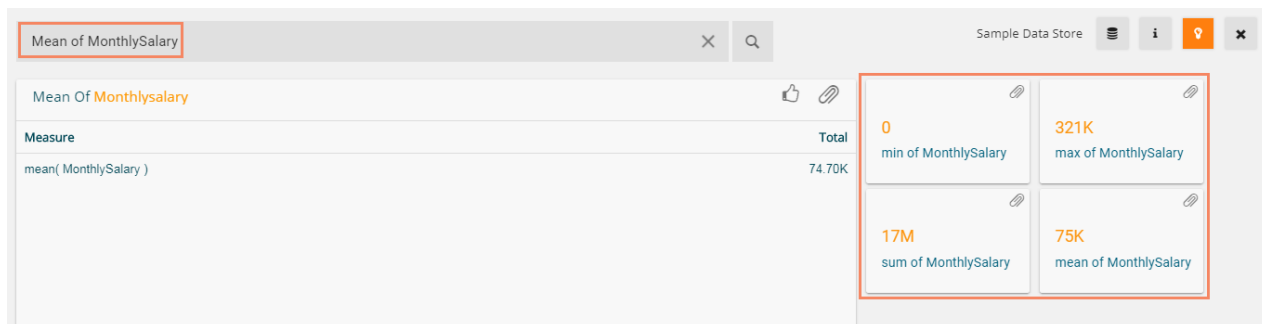 Mean of MonthlySalary
Sample Data Store
Mean Of Monthlysalary
Measure Total
mean( MonthlySalary ) 74.70K
0
min of MonthlySalary
321K
max of MonthlySalary
17M
sum of MonthlySalary
75K
mean of MonthlySalary